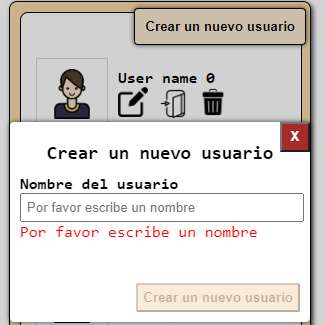 Crear un nuevo usuario
User name 0
X
Crear un nuevo usuario
Nombre del usuario
Por favor escribe un nombre
Por favor escribe un nombre
Crear un nuevo usuario